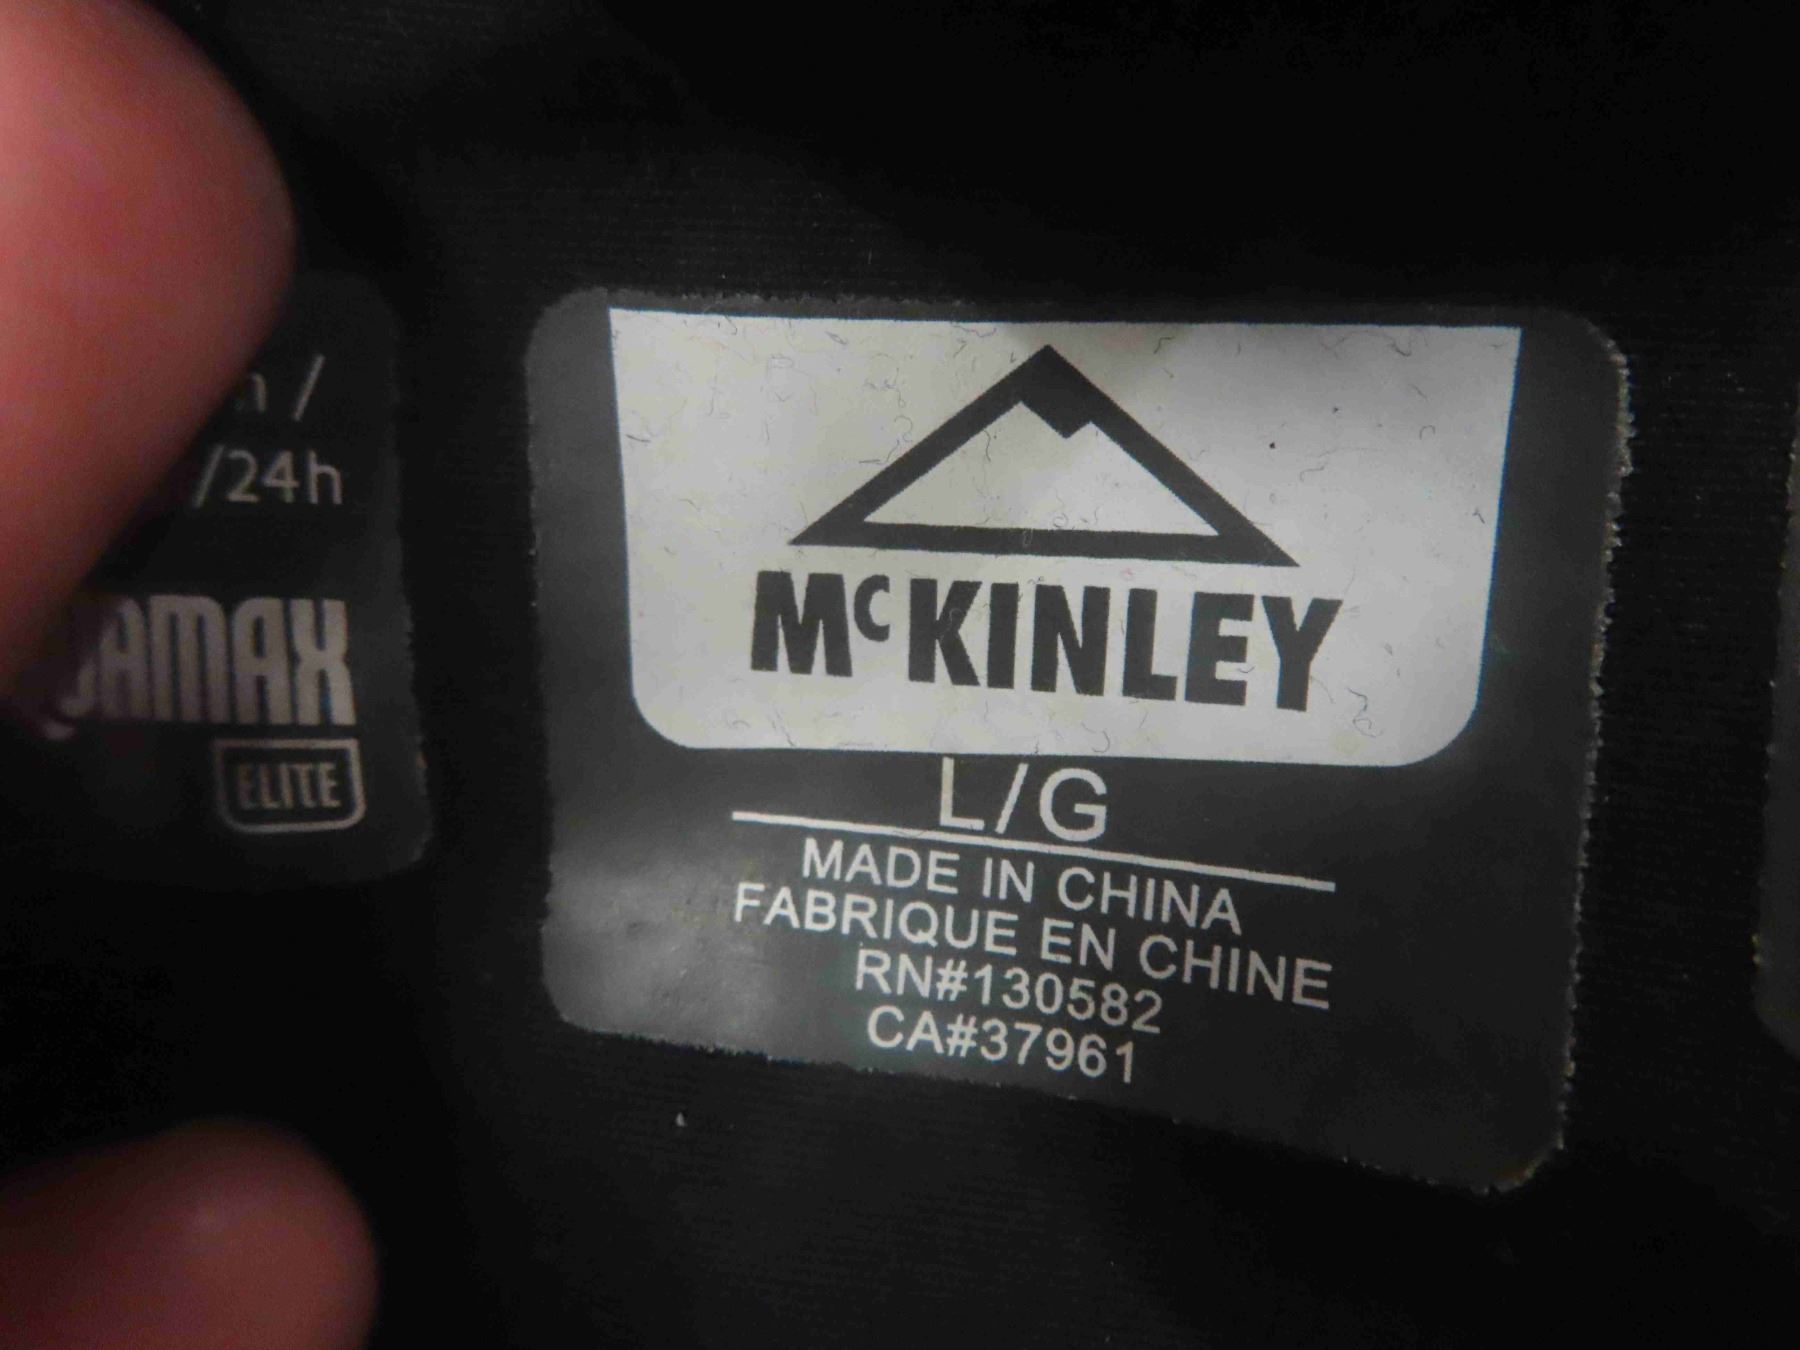 /
/24h
ELITE
McKINLEY
L/G
MADE IN CHINA
FABRIQUE EN CHINE
RN#130582
CA#37961